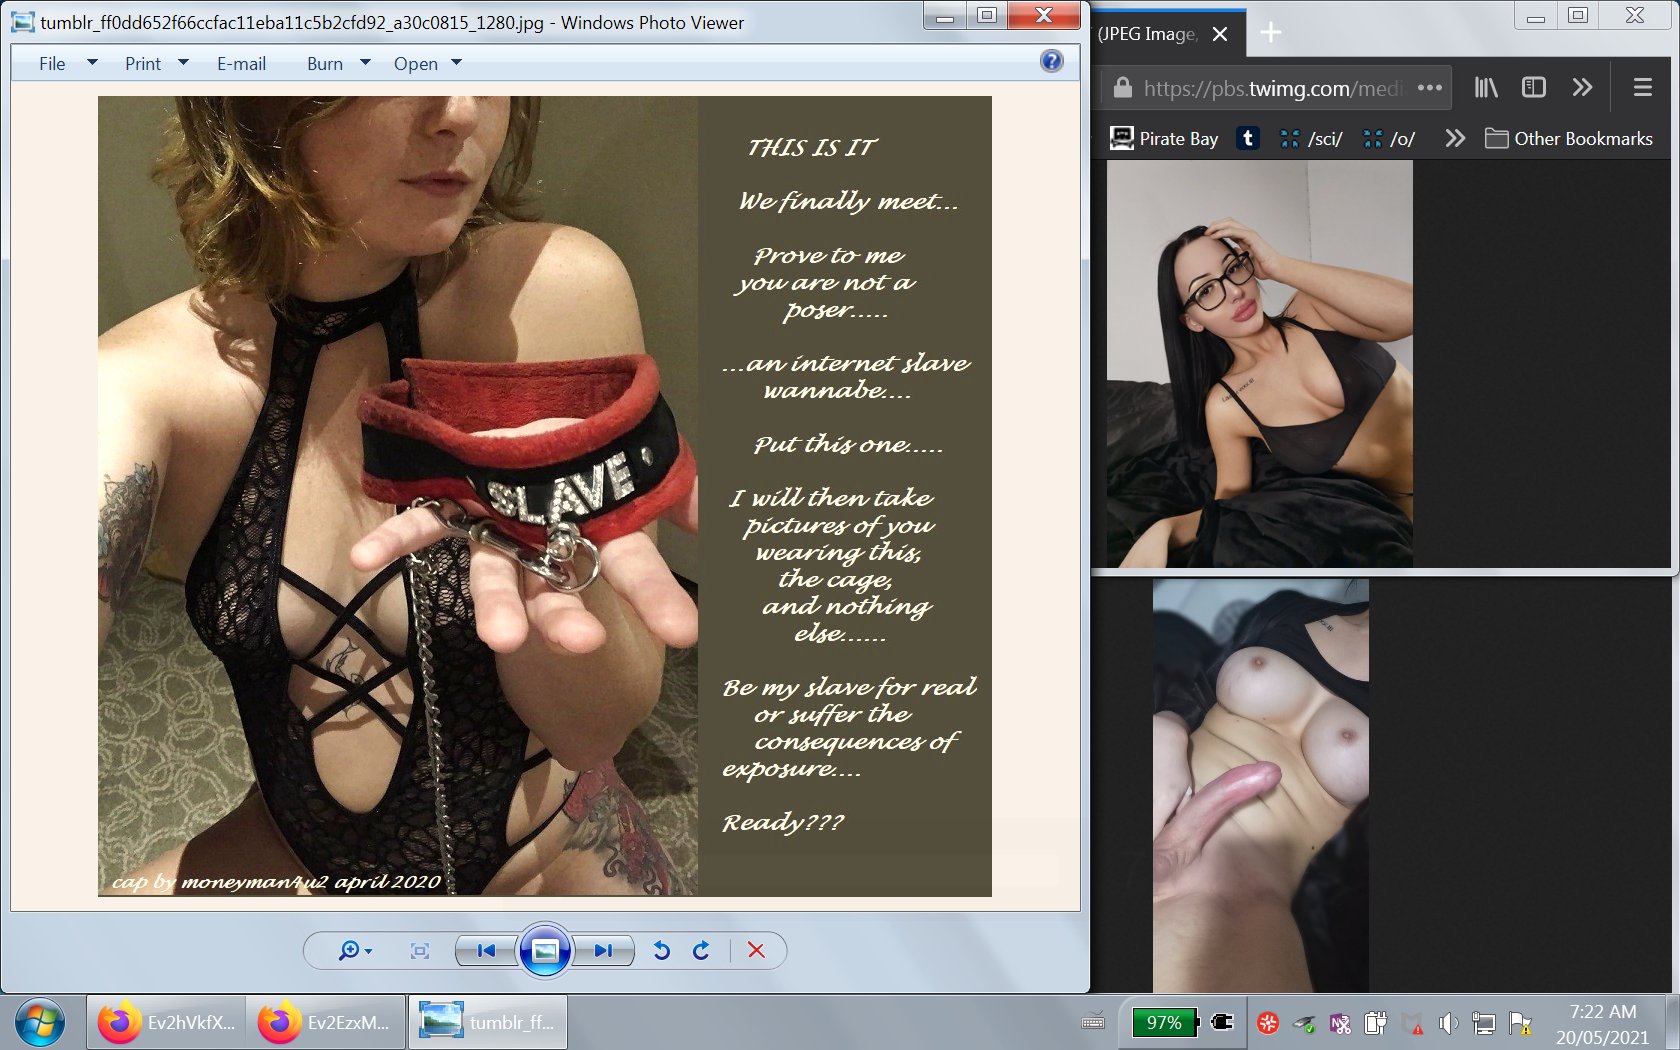 tumblr_ff0dd652f66ccfac11eba11c5b2cfd92_a30c0815_1280.jpg - Windows Photo Viewer
File Print E-mail Burn Open
THIS IS IT
We finally meet...
Prove to me
you are not a
poser.....
...an internet slave
wannabe....
Put this one.....
I will then take
pictures of you
wearing this,
the cage,
and nothing
else......
Be my slave for real
or suffer the
consequences of
exposure....
Ready???
SLAVE
cap by moneyman4u2 april 2020
(JPEG Image,
https://pbs.twimg.com/medi
Pirate Bay t /sci/ /o/ Other Bookmarks
Ev2hVkfX...
Ev2EzxM...
tumblr_ff...
97%
7:22 AM
20/05/2021